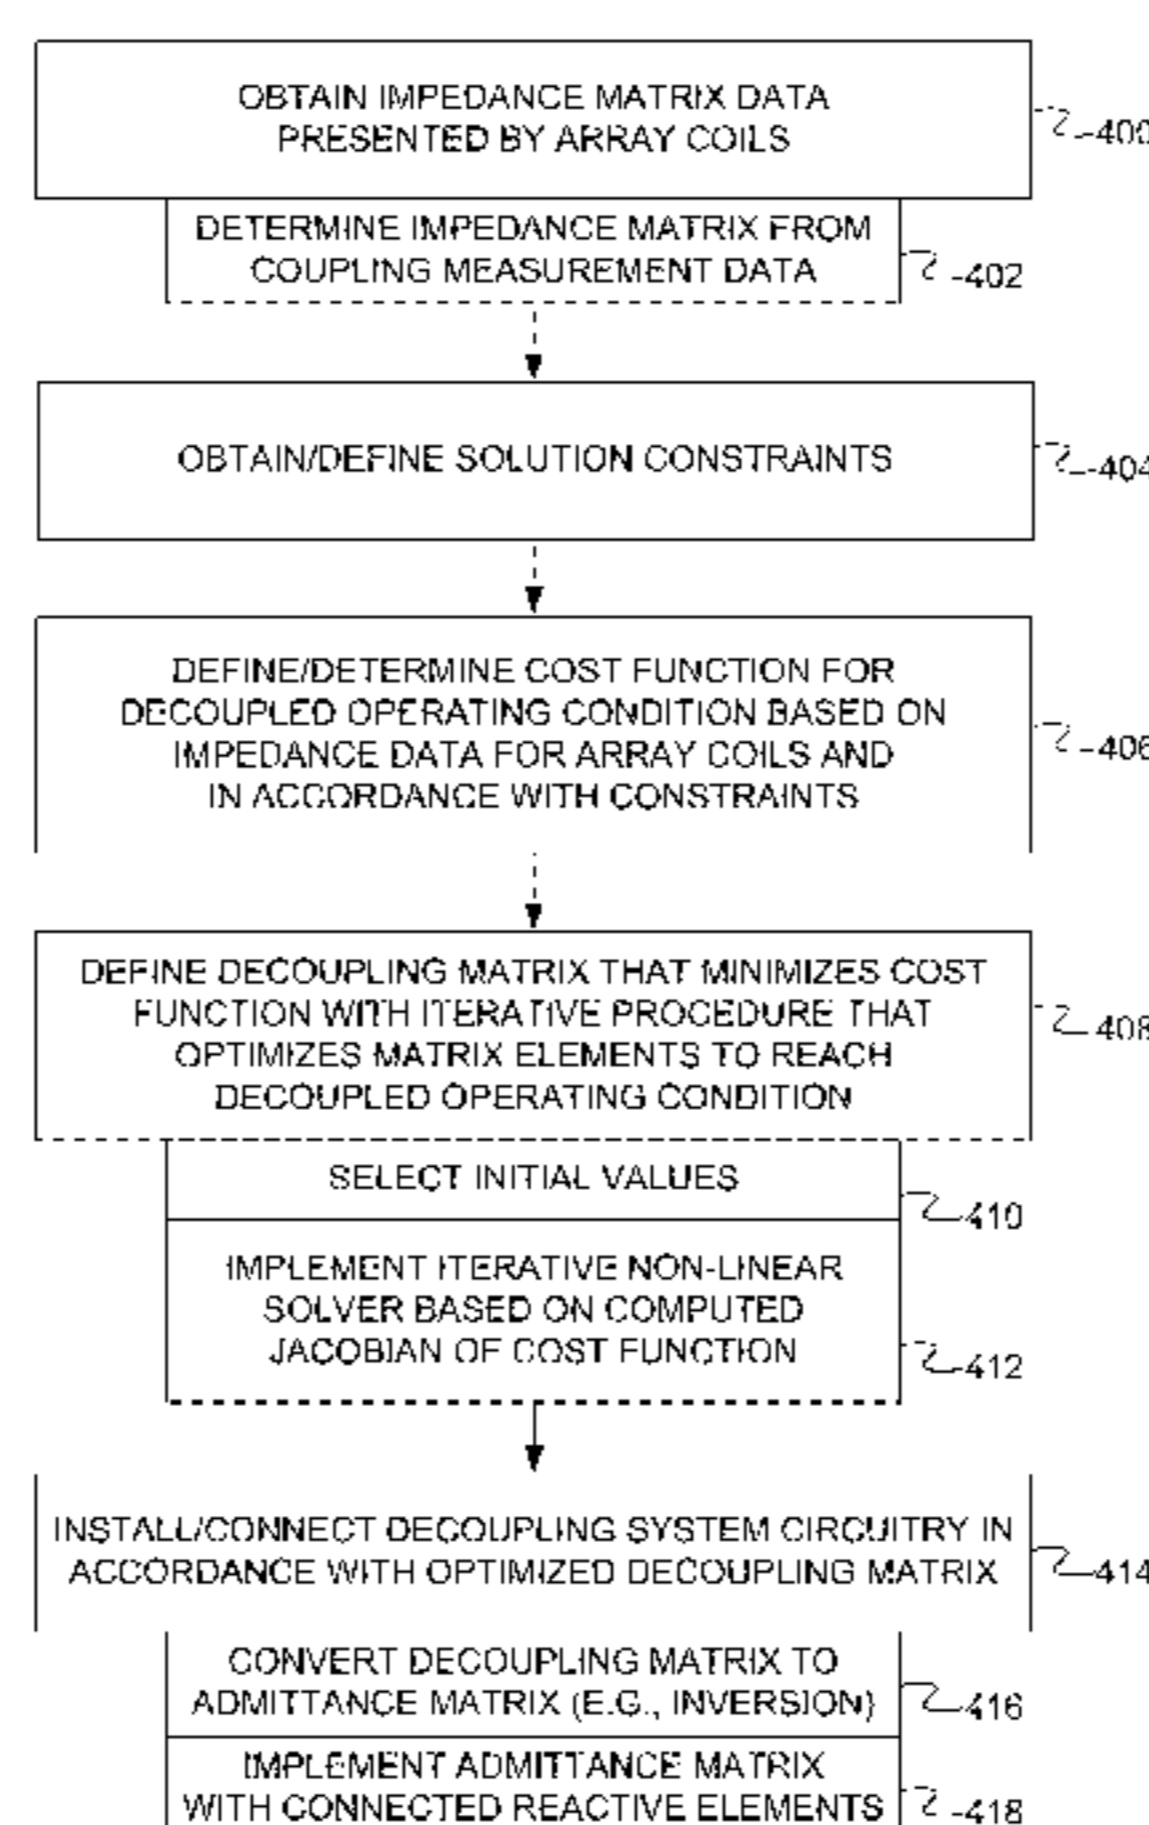 OBTAIN IMPEDANCE MATRIX DATA
PRESENTED BY ARRAY COILS
400
DETERMINE IMPEDANCE MATRIX FROM
COUPLING MEASUREMENT DATA
402
OBTAIN/DEFINE SOLUTION CONSTRAINTS
404
DEFINE/DETERMINE COST FUNCTION FOR
DECOUPLED OPERATING CONDITION BASED ON
IMPEDANCE DATA FOR ARRAY COILS AND
IN ACCORDANCE WITH CONSTRAINTS
406
DEFINE DECOUPLING MATRIX THAT MINIMIZES COST
FUNCTION WITH ITERATIVE PROCEDURE THAT
OPTIMIZES MATRIX ELEMENTS TO REACH
DECOUPLED OPERATING CONDITION
408
SELECT INITIAL VALUES
410
IMPLEMENT ITERATIVE NON-LINEAR
SOLVER BASED ON COMPUTED
JACOBIAN OF COST FUNCTION
412
INSTALL/CONNECT DECOUPLING SYSTEM CIRCUITRY IN
ACCORDANCE WITH OPTIMIZED DECOUPLING MATRIX
414
CONVERT DECOUPLING MATRIX TO
ADMITTANCE MATRIX (E.G., INVERSION)
416
IMPLEMENT ADMITTANCE MATRIX
WITH CONNECTED REACTIVE ELEMENTS
418